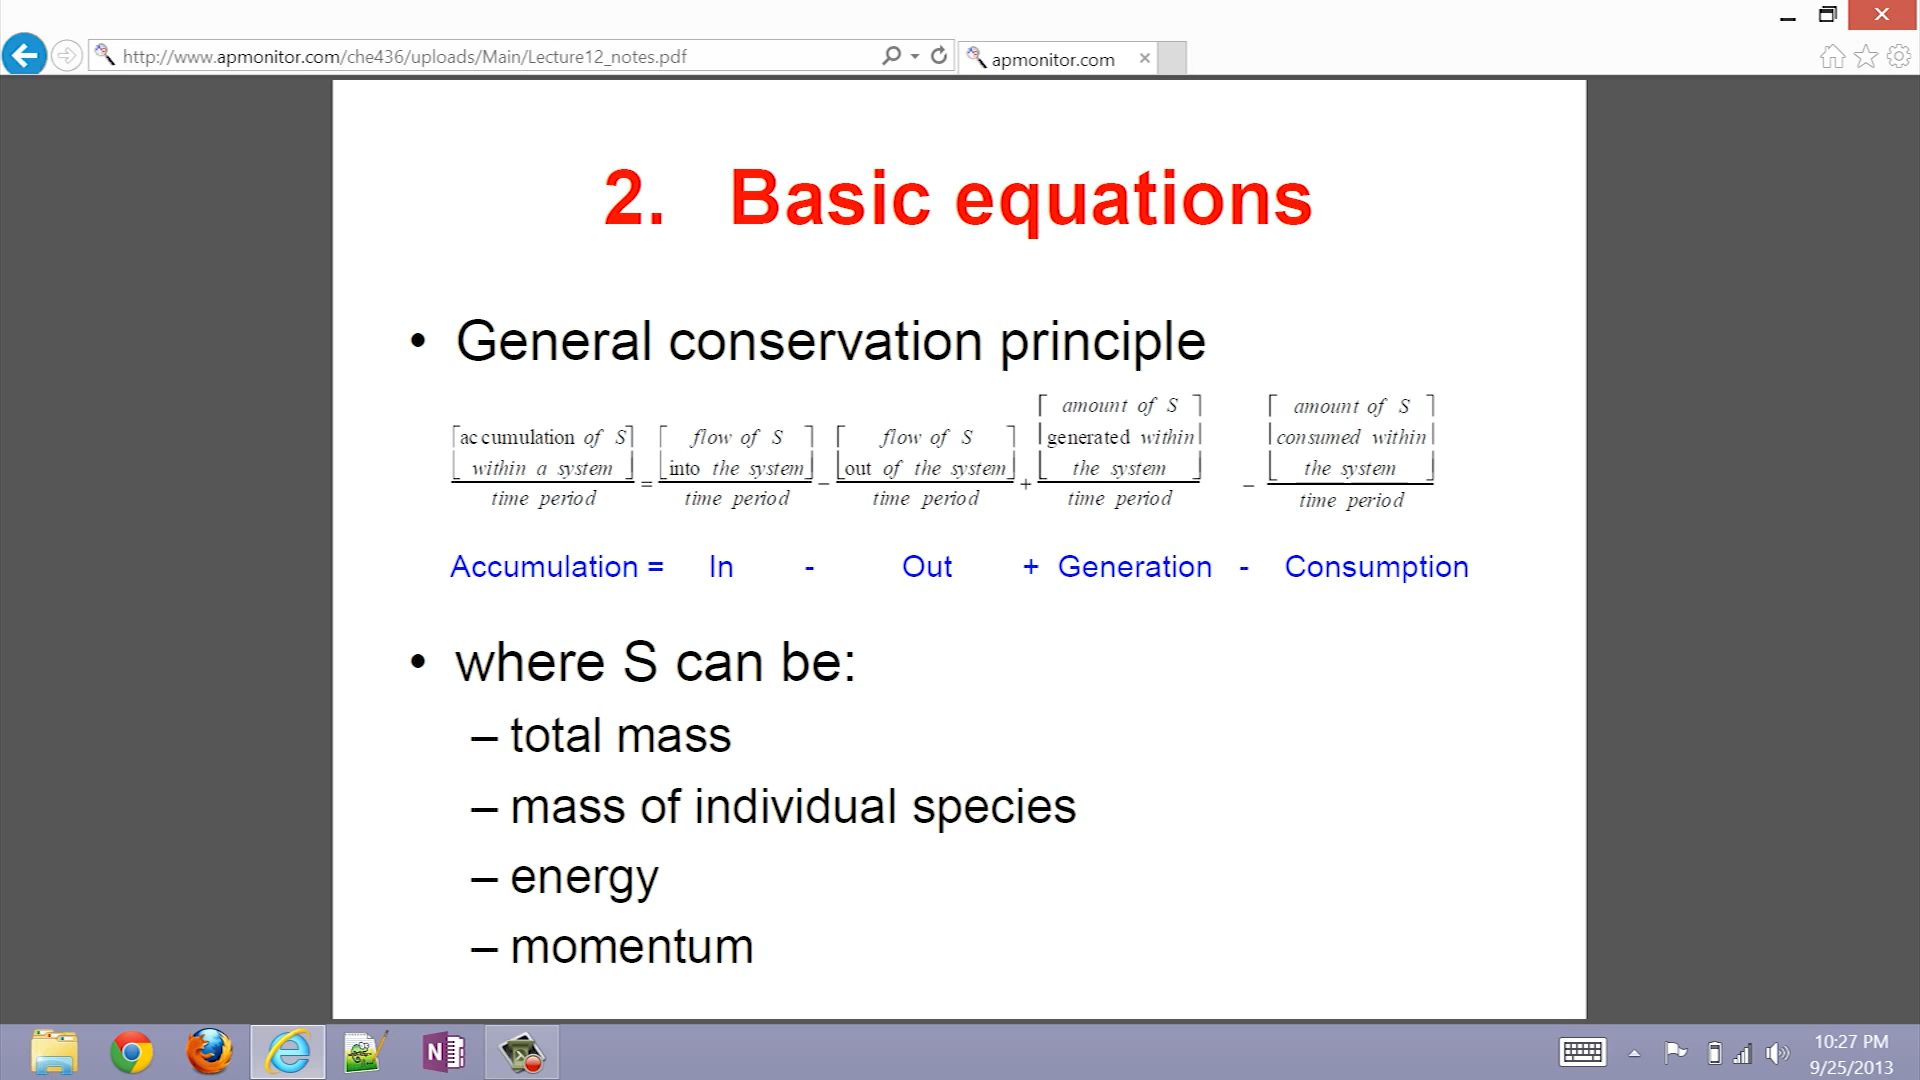 http://www.apmonitor.com/che436/uploads/Main/Lecture12_notes.pdf
apmonitor.com
2. Basic equations
• General conservation principle
[accumulation of S within a system] / time period = [flow of S into the system] / time period − [flow of S out of the system] / time period + [amount of S generated within the system] / time period − [amount of S consumed within the system] / time period
Accumulation = In - Out + Generation - Consumption
• where S can be:
– total mass
– mass of individual species
– energy
– momentum
10:27 PM
9/25/2013